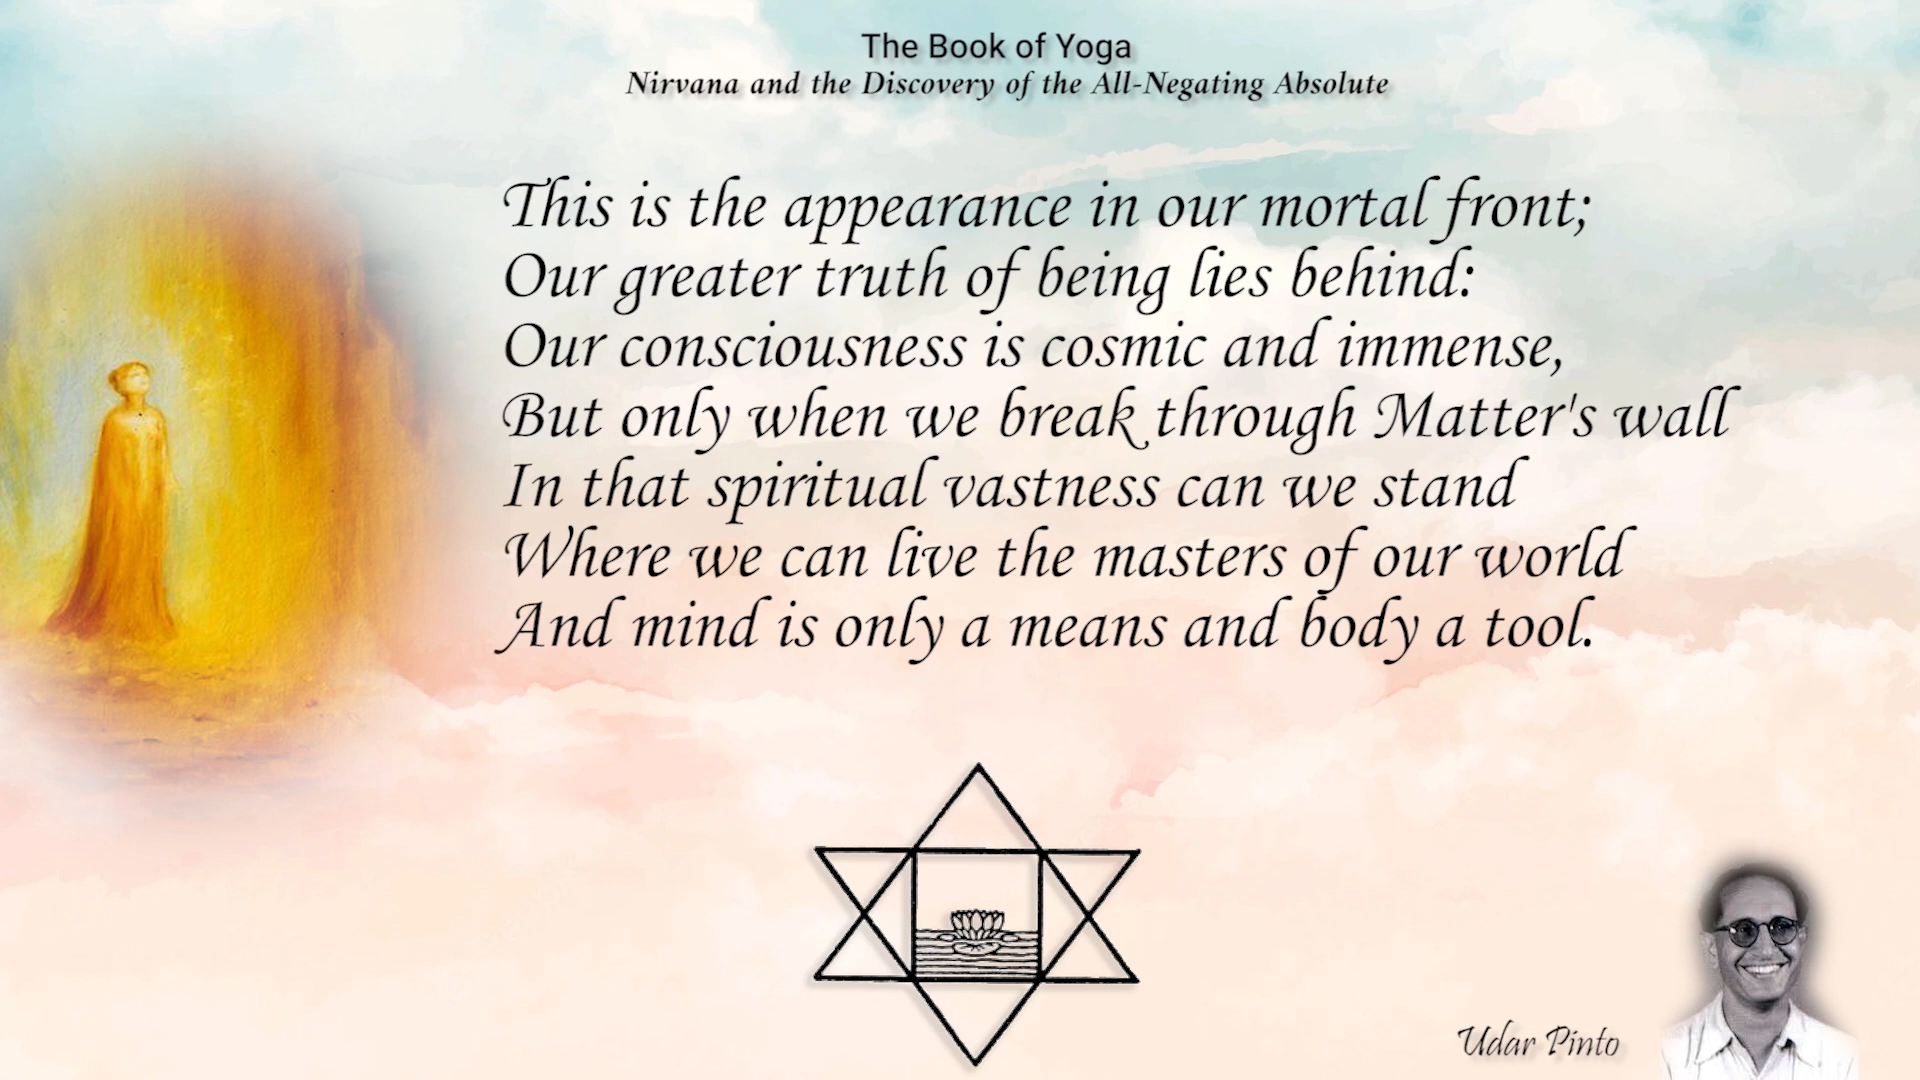 The Book of Yoga
Nirvana and the Discovery of the All-Negating Absolute
This is the appearance in our mortal front;
Our greater truth of being lies behind:
Our consciousness is cosmic and immense,
But only when we break through Matter's wall
In that spiritual vastness can we stand
Where we can live the masters of our world
And mind is only a means and body a tool.
Udar Pinto